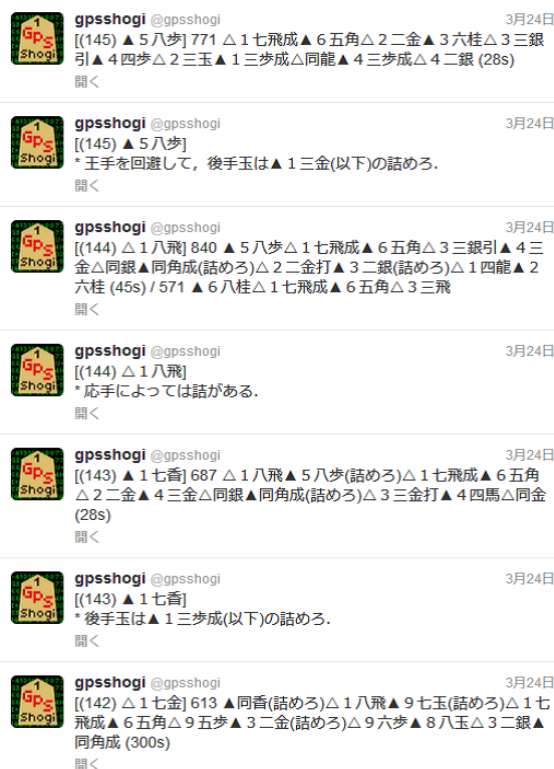 gpsshogi @gpsshogi 3月24日
[(145) ▲５八歩] 771 △１七飛成▲６五角△２二金▲３六桂△３三銀
引▲４四歩△２三玉▲１三歩成△同龍▲４三歩成△４二銀 (28s)
開く
gpsshogi @gpsshogi 3月24日
[(145) ▲５八歩]
* 王手を回避して，後手玉は▲１三金(以下)の詰めろ．
開く
gpsshogi @gpsshogi 3月24日
[(144) △１八飛] 840 ▲５八歩△１七飛成▲６五角△３三銀引▲４三
金△同銀▲同角成(詰めろ)△２二金打▲３二銀(詰めろ)△１四龍▲２
六桂 (45s) / 571 ▲６八桂△１七飛成▲６五角△３三飛
開く
gpsshogi @gpsshogi 3月24日
[(144) △１八飛]
* 応手によっては詰がある．
開く
gpsshogi @gpsshogi 3月24日
[(143) ▲１七香] 687 △１八飛▲５八歩(詰めろ)△１七飛成▲６五角
△２二金▲４三金△同銀▲同角成(詰めろ)△３三金打▲４四馬△同金
(28s)
開く
gpsshogi @gpsshogi 3月24日
[(143) ▲１七香]
* 後手玉は▲１三歩成(以下)の詰めろ．
開く
gpsshogi @gpsshogi 3月24日
[(142) △１七金] 613 ▲同香(詰めろ)△１八飛▲９七玉(詰めろ)△１七
飛成▲６五角△９五歩▲３二金(詰めろ)△９六歩▲８八玉△３二銀▲
同角成 (300s)
開く